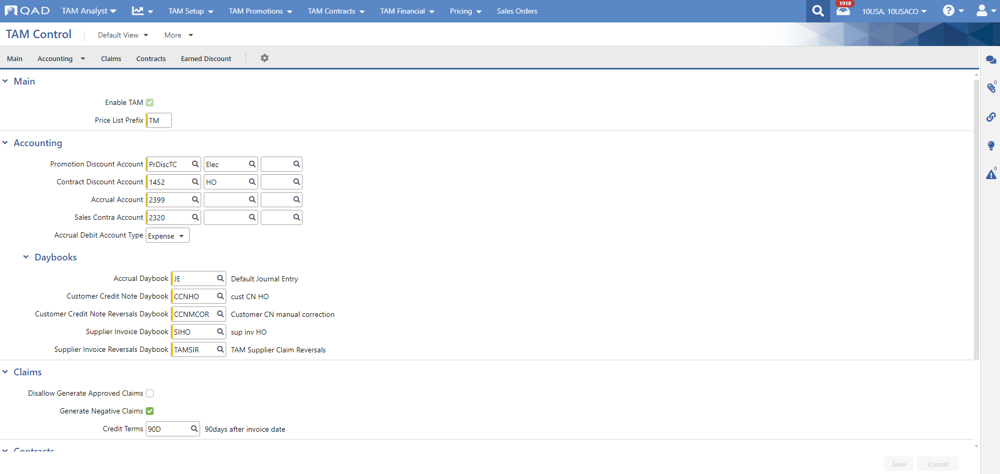 QAD TAM Analyst TAM Setup TAM Promotions TAM Contracts TAM Financial Pricing Sales Orders 1918 10USA, 10USACO ?
TAM Control Default View More
Main Accounting Claims Contracts Earned Discount
Main
Enable TAM
Price List Prefix TM
Accounting
Promotion Discount Account PrDiscTC Elec
Contract Discount Account 1452 HO
Accrual Account 2399
Sales Contra Account 2320
Accrual Debit Account Type Expense
Daybooks
Accrual Daybook JE Default Journal Entry
Customer Credit Note Daybook CCNHO cust CN HO
Customer Credit Note Reversals Daybook CCNMCOR Customer CN manual correction
Supplier Invoice Daybook SIHO sup inv HO
Supplier Invoice Reversals Daybook TAMSIR TAM Supplier Claim Reversals
Claims
Disallow Generate Approved Claims
Generate Negative Claims
Credit Terms 90D 90days after invoice date
Contracts
Save Cancel
0
0